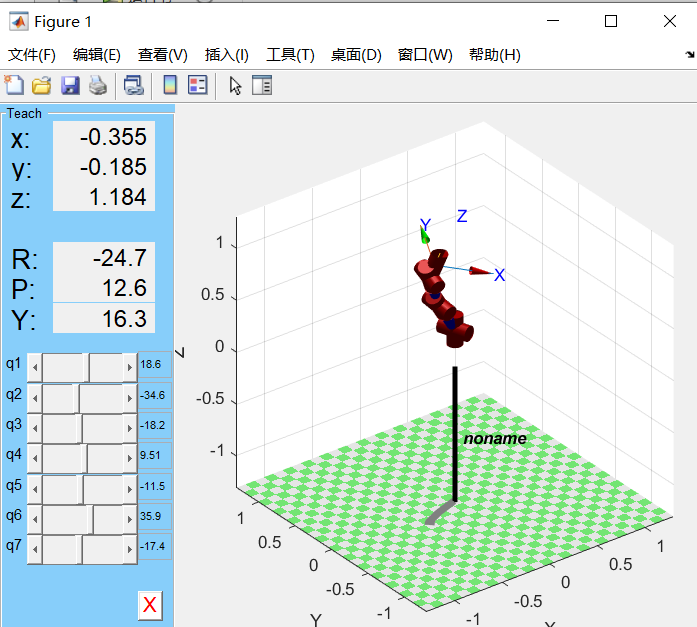 Figure 1
文件(F) 编辑(E) 查看(V) 插入(I) 工具(T) 桌面(D) 窗口(W) 帮助(H)
Teach
x: -0.355
y: -0.185
z: 1.184
R: -24.7
P: 12.6
Y: 16.3
q1 18.6
q2 -34.6
q3 -18.2
q4 9.51
q5 -11.5
q6 35.9
q7 -17.4
X
Z
Y
X
1
0.5
0
-0.5
-1
Z
noname
1
0.5
0
-0.5
-1
Y
-1
-0.5
0
0.5
1
X